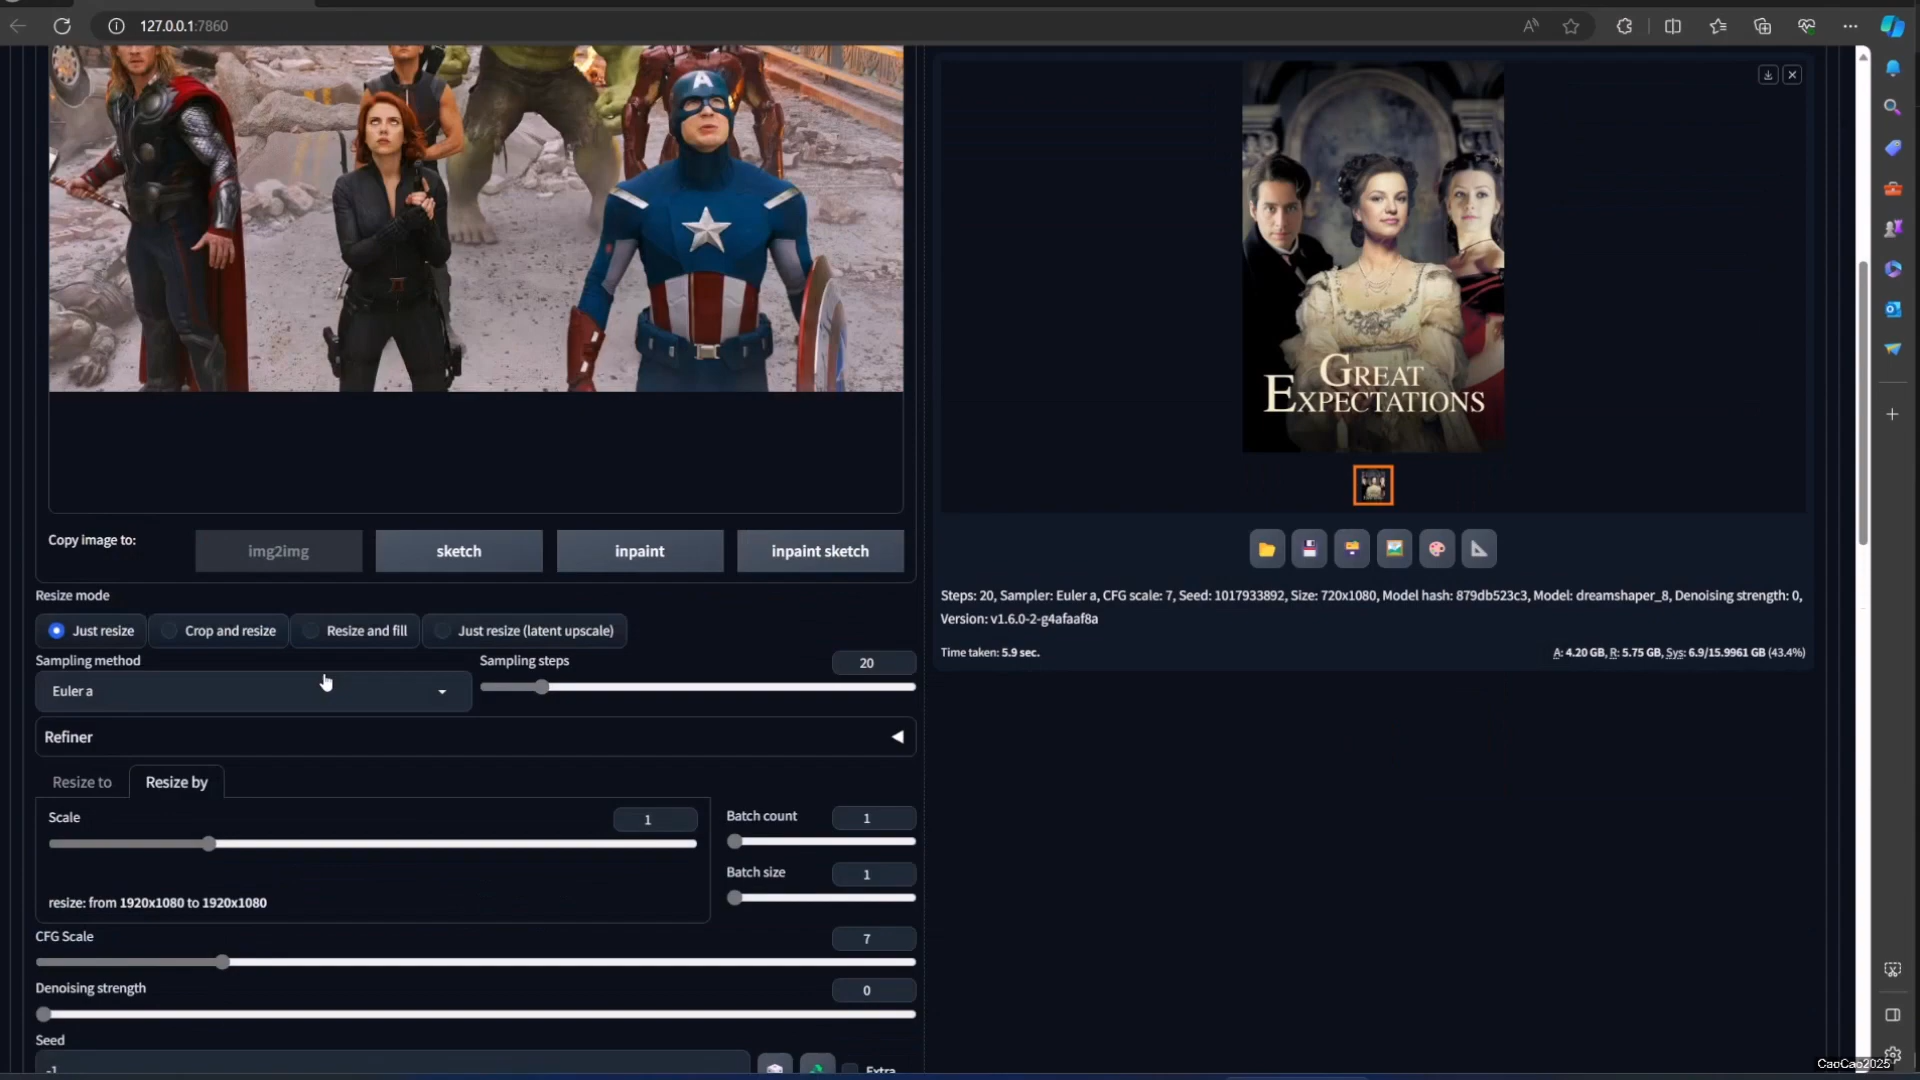 127.0.0.1:7860
A
GREAT
EXPECTATIONS
Copy image to:
img2img
sketch
inpaint
inpaint sketch
Resize mode
Just resize
Crop and resize
Resize and fill
Just resize (latent upscale)
Sampling method
Sampling steps
20
Euler a
Refiner
Resize to
Resize by
Scale
1
Batch count
1
Batch size
1
resize: from 1920x1080 to 1920x1080
CFG Scale
7
Denoising strength
0
Seed
-1
Extra
Steps: 20, Sampler: Euler a, CFG scale: 7, Seed: 1017933892, Size: 720x1080, Model hash: 879db523c3, Model: dreamshaper_8, Denoising strength: 0,
Version: v1.6.0-2-g4afaaf8a
Time taken: 5.9 sec.
A: 4.20 GB, R: 5.75 GB, Sys: 6.9/15.9961 GB (43.4%)
CaoCao2025